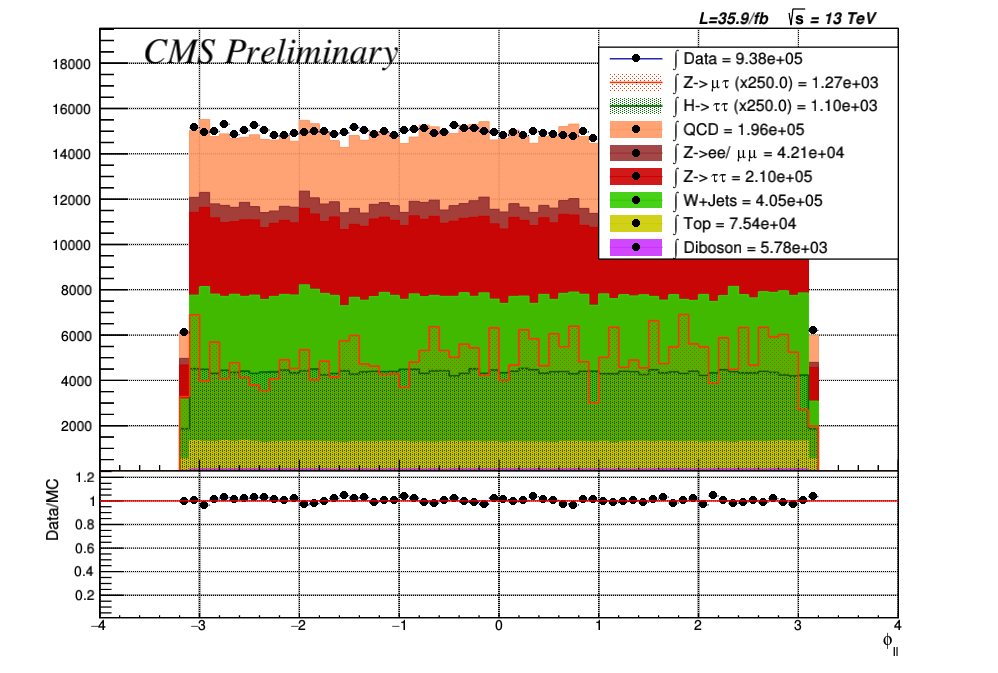 L=35.9/fb √s = 13 TeV
CMS Preliminary
∫ Data = 9.38e+05
∫ Z->μτ (x250.0) = 1.27e+03
∫ H->ττ (x250.0) = 1.10e+03
∫ QCD = 1.96e+05
∫ Z->ee/ μμ = 4.21e+04
∫ Z->ττ = 2.10e+05
∫ W+Jets = 4.05e+05
∫ Top = 7.54e+04
∫ Diboson = 5.78e+03
18000
16000
14000
12000
10000
8000
6000
4000
2000
Data/MC
1.2
1
0.8
0.6
0.4
0.2
−4 −3 −2 −1 0 1 2 3 4
ϕ_ll